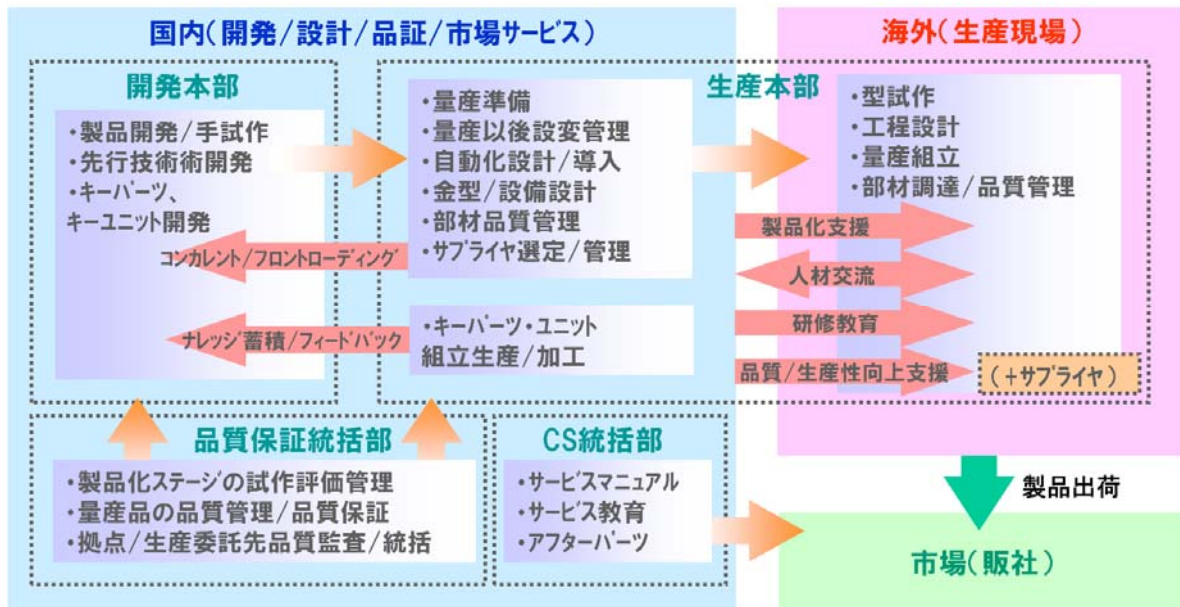 国内(開発/設計/品証/市場サービス)
海外(生産現場)
開発本部
生産本部
・製品開発/手試作
・先行技術術開発
・キーパーツ、
キーユニット開発
・量産準備
・量産以後設変管理
・自動化設計/導入
・金型/設備設計
・部材品質管理
・サプライヤ選定/管理
・型試作
・工程設計
・量産組立
・部材調達/品質管理
コンカレント/フロントローディング
製品化支援
人材交流
ナレッジ蓄積/フィードバック
・キーパーツ・ユニット
組立生産/加工
研修教育
品質/生産性向上支援
(+サプライヤ)
品質保証統括部
・製品化ステージの試作評価管理
・量産品の品質管理/品質保証
・拠点/生産委託先品質監査/統括
CS統括部
・サービスマニュアル
・サービス教育
・アフターパーツ
製品出荷
市場(販社)